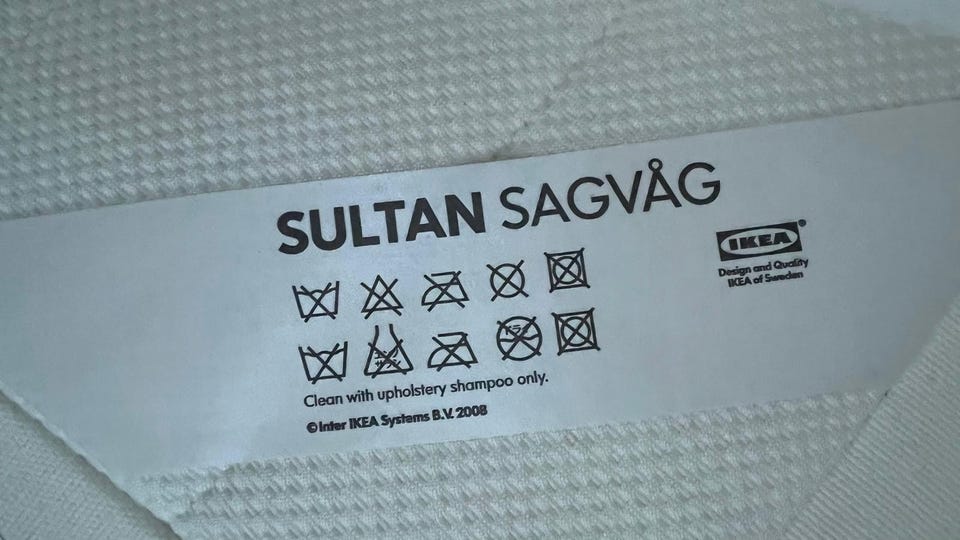 SULTAN SAGVÅG
IKEA®
Design and Quality
IKEA of Sweden
Clean with upholstery shampoo only.
© Inter IKEA Systems B.V. 2008